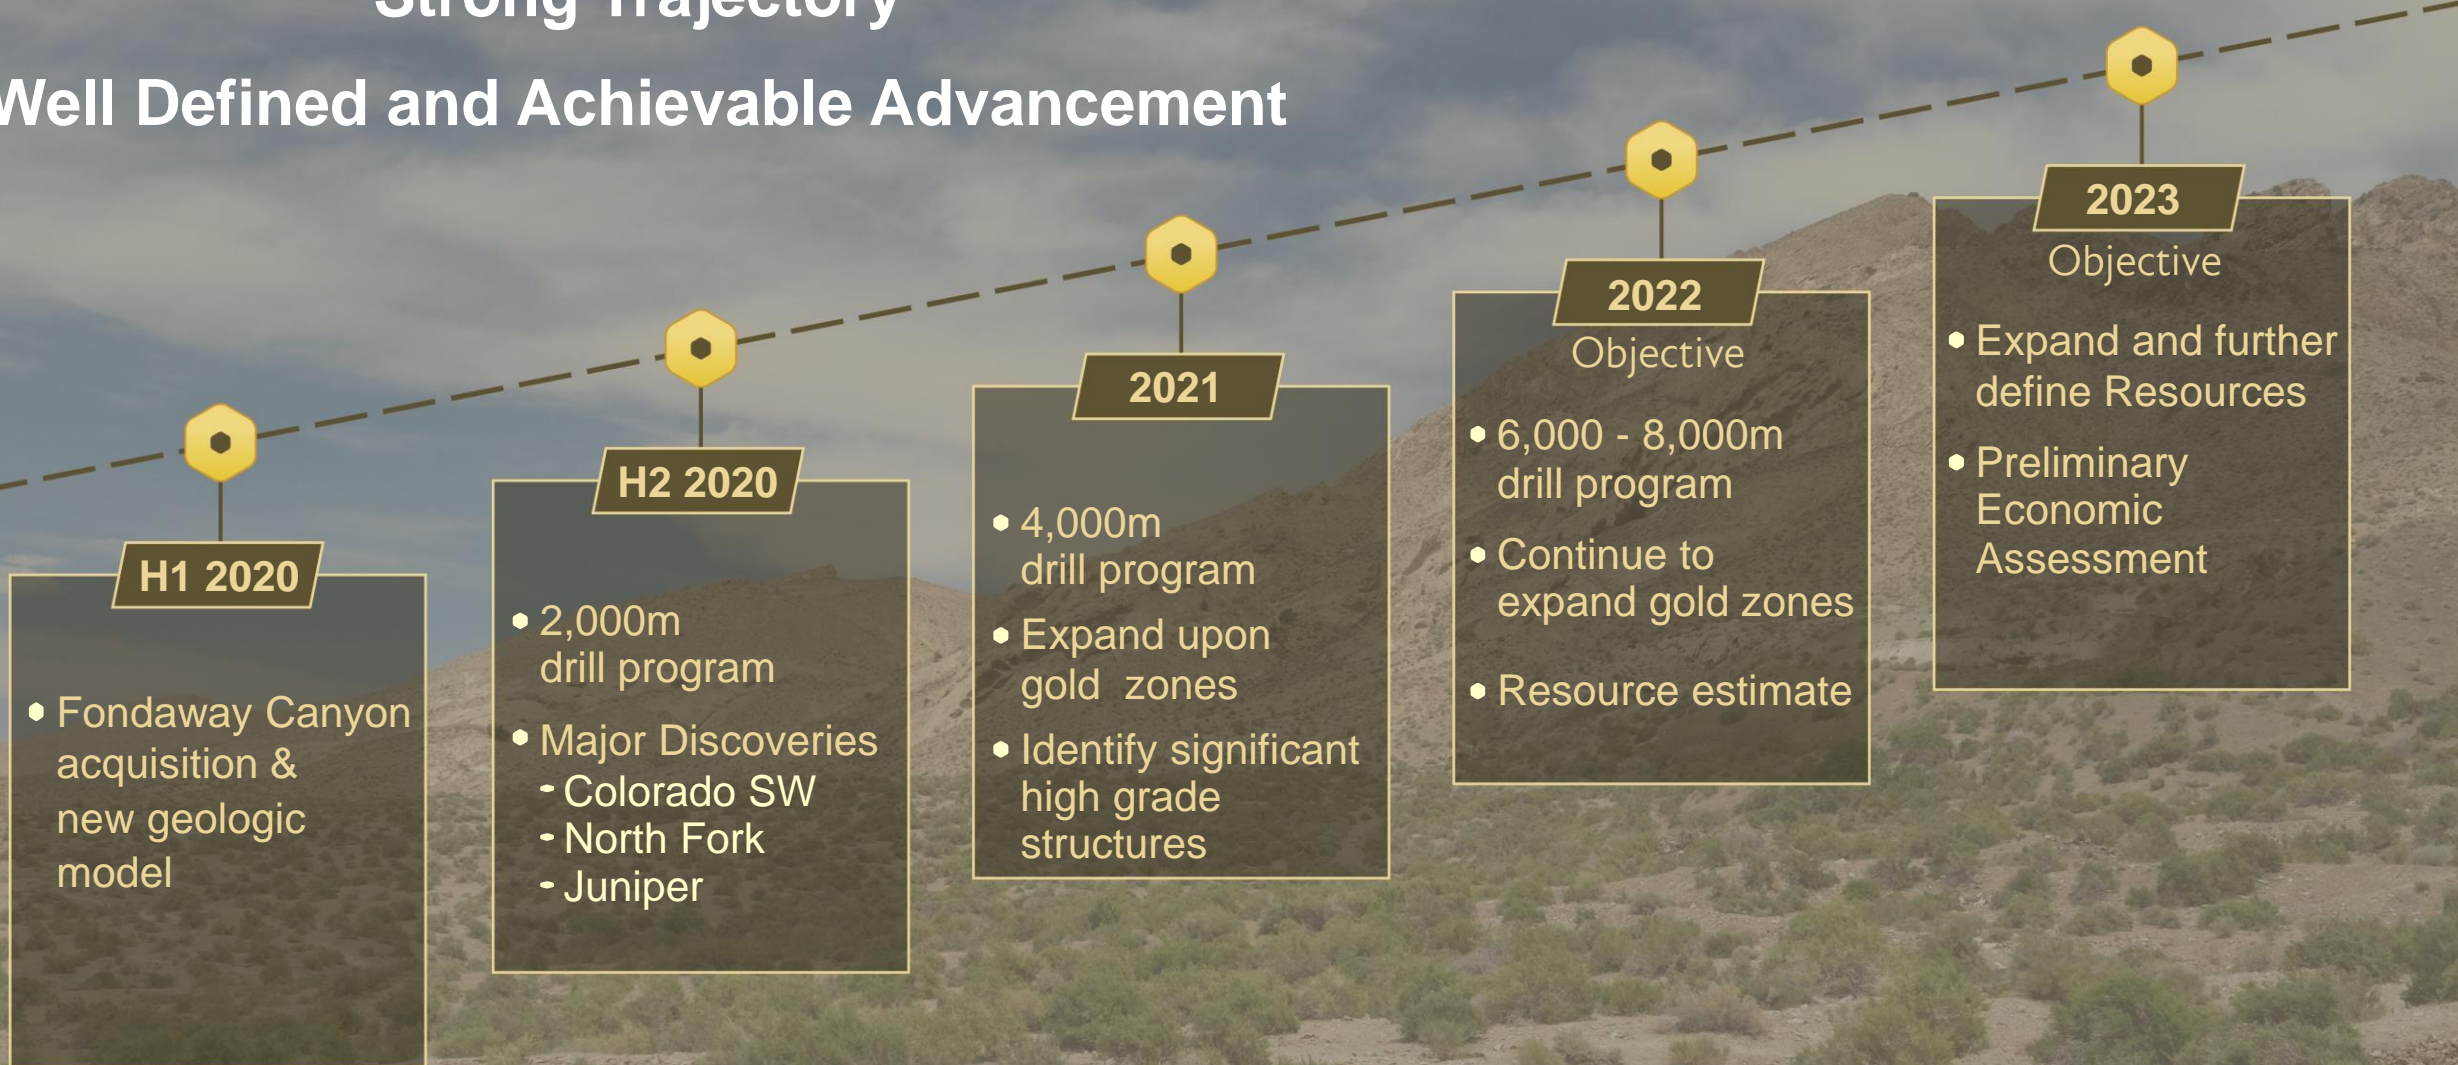 Strong Trajectory
Well Defined and Achievable Advancement
H1 2020
Fondaway Canyon
acquisition &
new geologic
model
H2 2020
2,000m
drill program
Major Discoveries
- Colorado SW
- North Fork
- Juniper
2021
4,000m
drill program
Expand upon
gold zones
Identify significant
high grade
structures
2022
Objective
6,000 - 8,000m
drill program
Continue to
expand gold zones
Resource estimate
2023
Objective
Expand and further
define Resources
Preliminary
Economic
Assessment